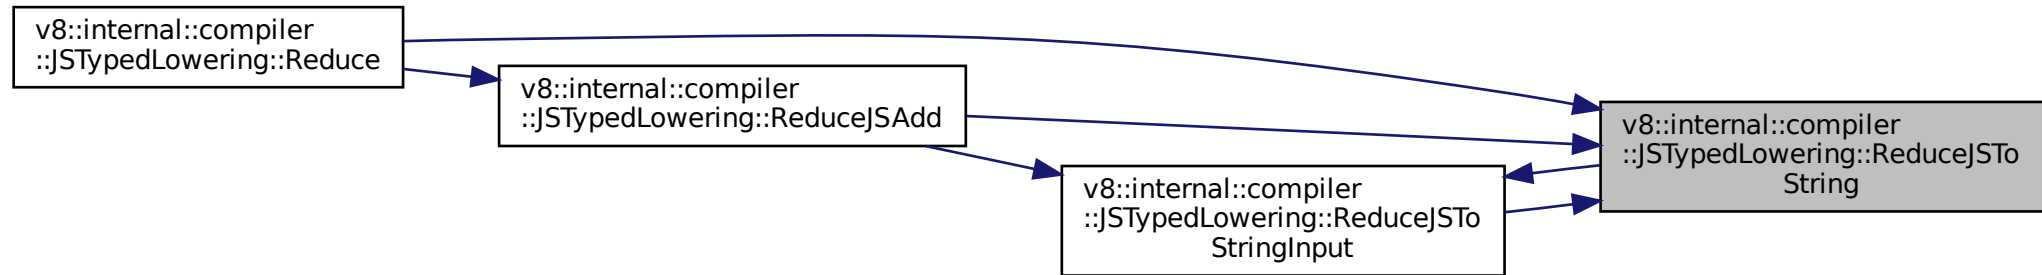 v8::internal::compiler
::JSTypedLowering::Reduce
v8::internal::compiler
::JSTypedLowering::ReduceJSAdd
v8::internal::compiler
::JSTypedLowering::ReduceJSTo
StringInput
v8::internal::compiler
::JSTypedLowering::ReduceJSTo
String